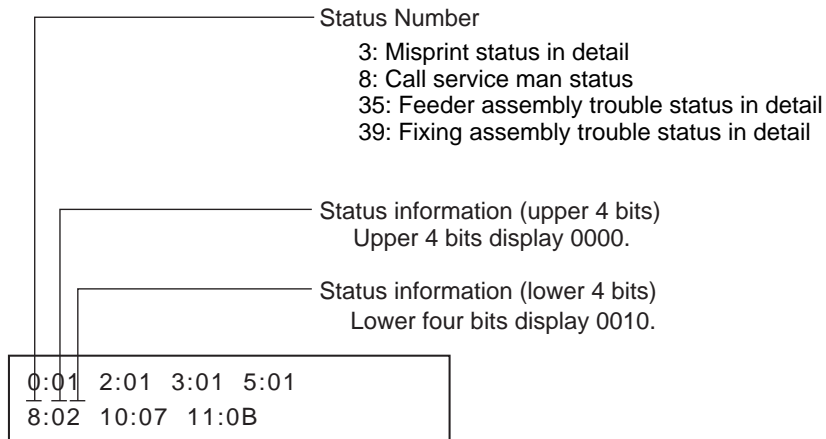 Status Number
3: Misprint status in detail
8: Call service man status
35: Feeder assembly trouble status in detail
39: Fixing assembly trouble status in detail
Status information (upper 4 bits)
Upper 4 bits display 0000.
Status information (lower 4 bits)
Lower four bits display 0010.
0:01 2:01 3:01 5:01
8:02 10:07 11:0B